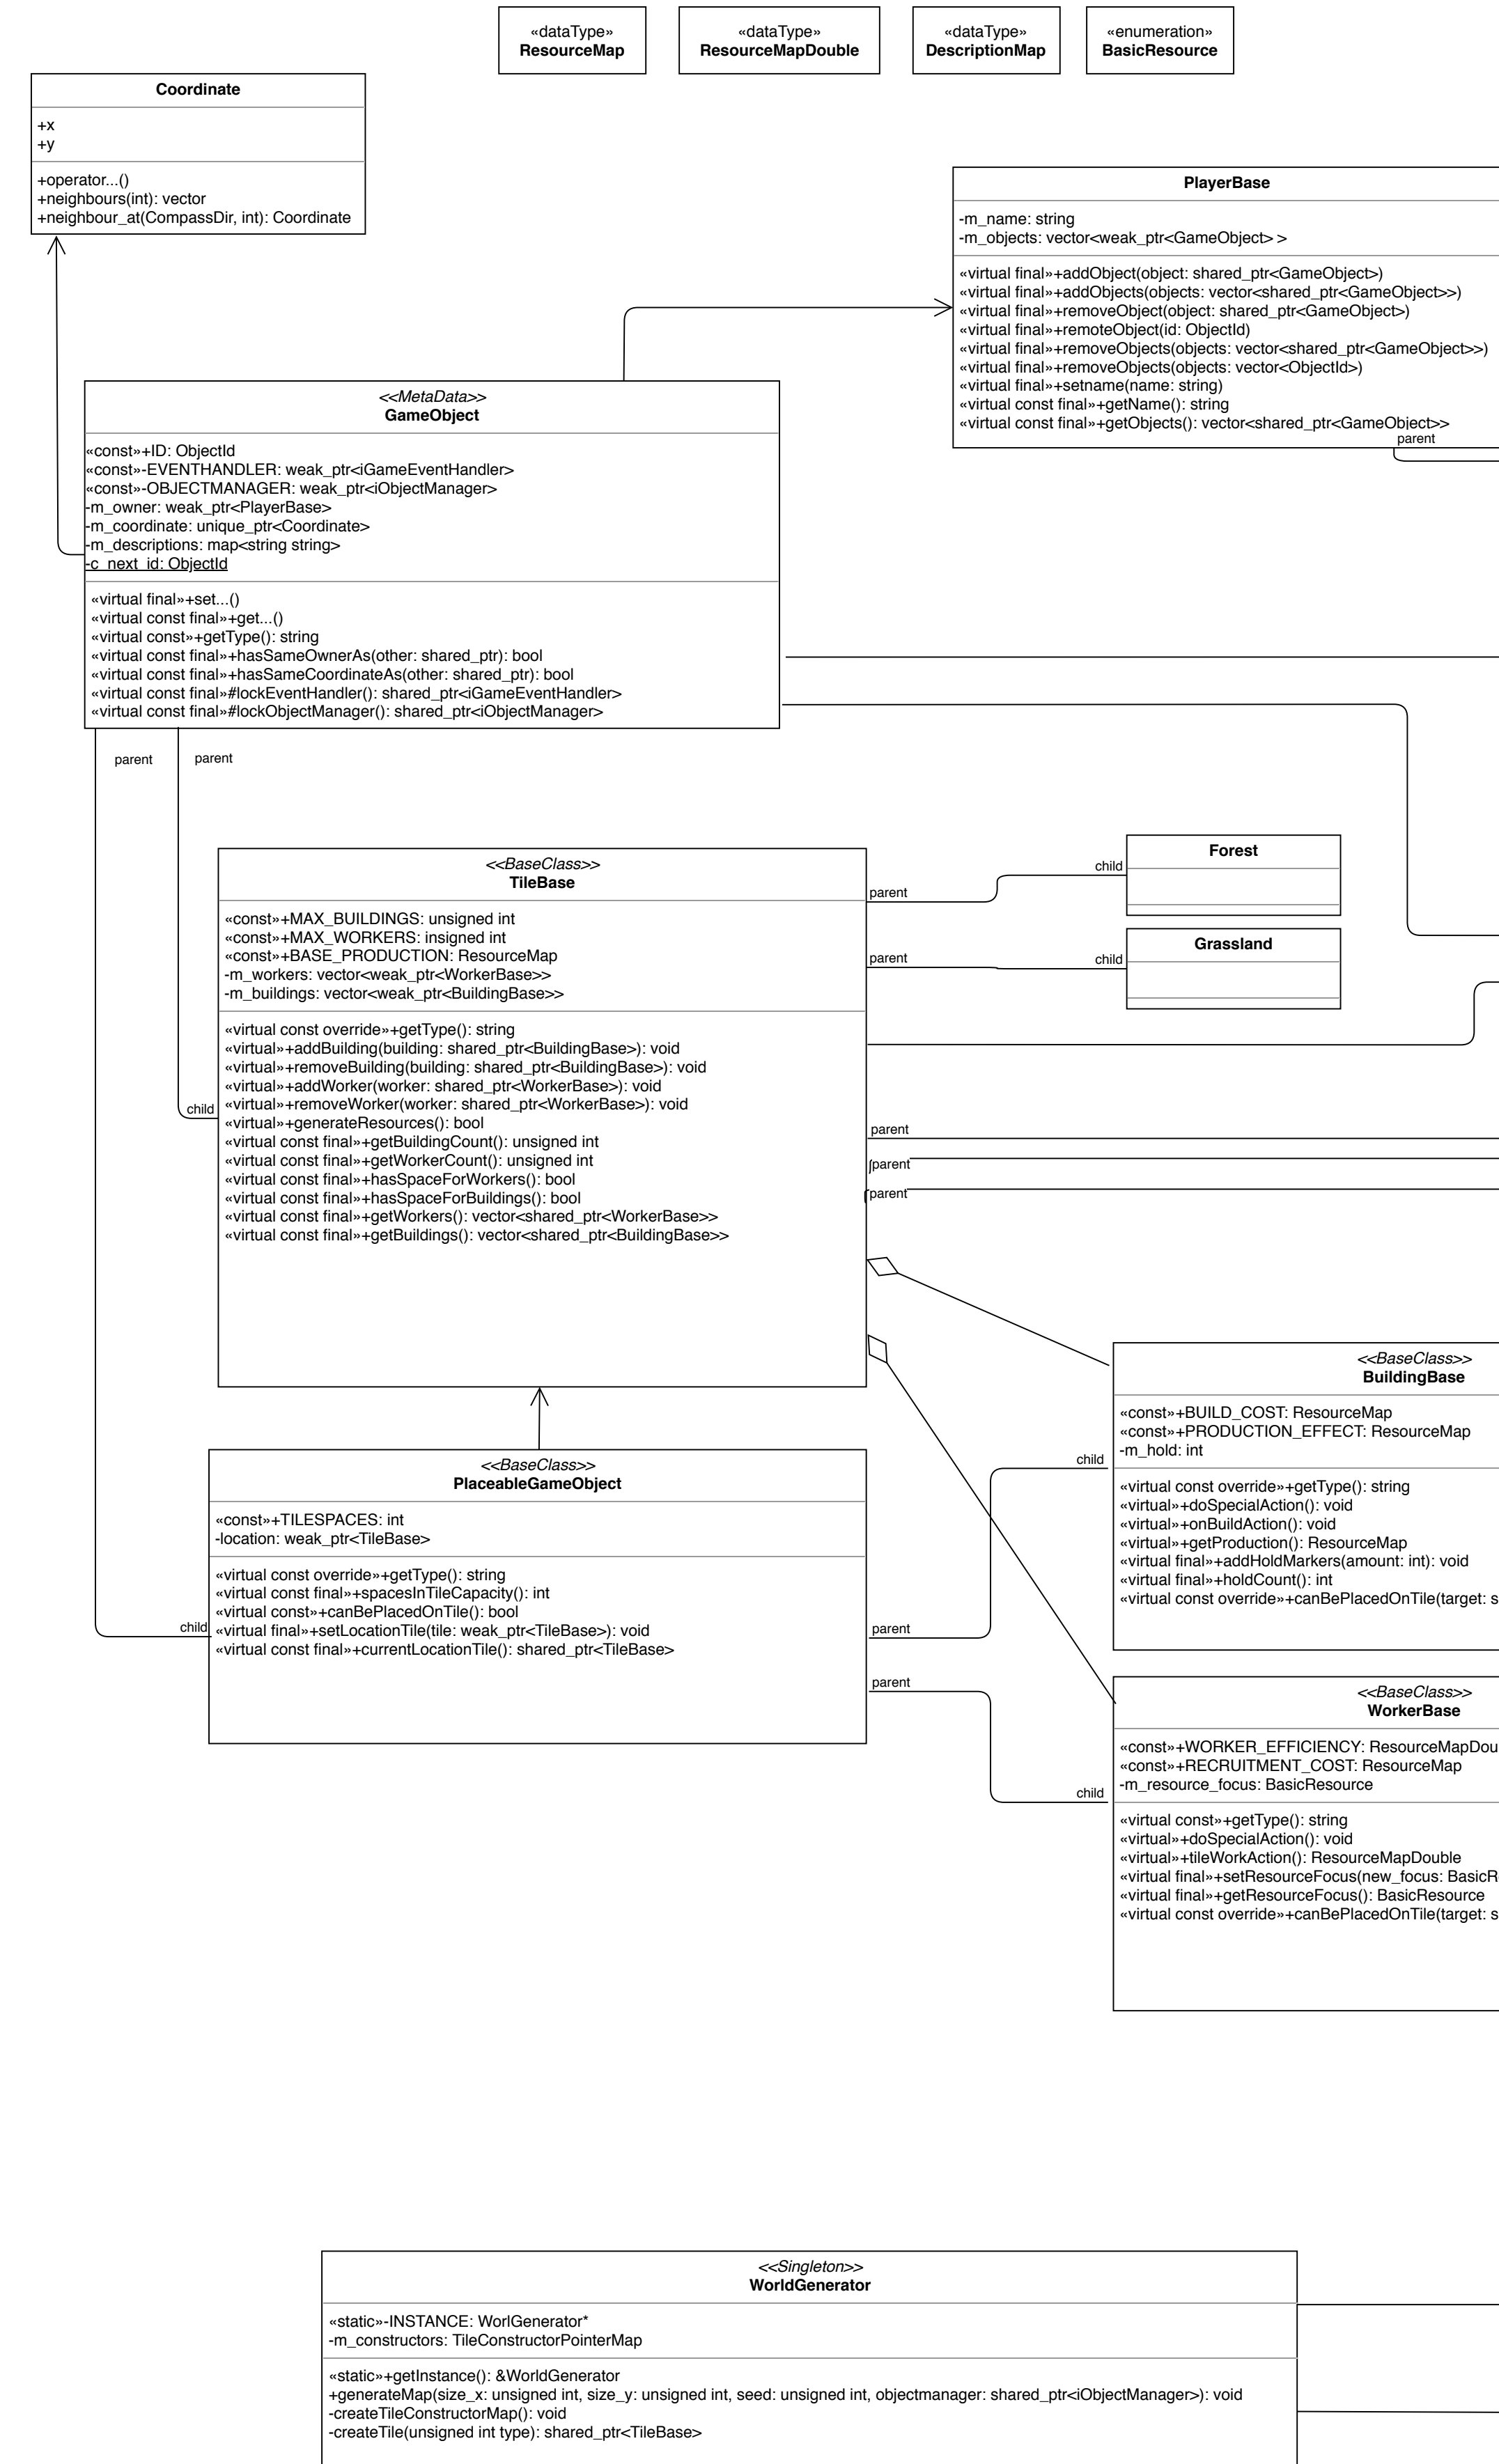 «dataType»
ResourceMap
«dataType»
ResourceMapDouble
«dataType»
DescriptionMap
«enumeration»
BasicResource
Coordinate
+x
+y
+operator...()
+neighbours(int): vector
+neighbour_at(CompassDir, int): Coordinate
PlayerBase
-m_name: string
-m_objects: vector<weak_ptr<GameObject> >
«virtual final»+addObject(object: shared_ptr<GameObject>)
«virtual final»+addObjects(objects: vector<shared_ptr<GameObject>>)
«virtual final»+removeObject(object: shared_ptr<GameObject>)
«virtual final»+remoteObject(id: ObjectId)
«virtual final»+removeObjects(objects: vector<shared_ptr<GameObject>>)
«virtual final»+removeObjects(objects: vector<ObjectId>)
«virtual final»+setname(name: string)
«virtual const final»+getName(): string
«virtual const final»+getObjects(): vector<shared_ptr<GameObject>>
parent
<<MetaData>>
GameObject
«const»+ID: ObjectId
«const»-EVENTHANDLER: weak_ptr<iGameEventHandler>
«const»-OBJECTMANAGER: weak_ptr<iObjectManager>
-m_owner: weak_ptr<PlayerBase>
-m_coordinate: unique_ptr<Coordinate>
-m_descriptions: map<string string>
-c_next_id: ObjectId
«virtual final»+set...()
«virtual const final»+get...()
«virtual const»+getType(): string
«virtual const final»+hasSameOwnerAs(other: shared_ptr): bool
«virtual const final»+hasSameCoordinateAs(other: shared_ptr): bool
«virtual const final»#lockEventHandler(): shared_ptr<iGameEventHandler>
«virtual const final»#lockObjectManager(): shared_ptr<iObjectManager>
parent
parent
<<BaseClass>>
TileBase
«const»+MAX_BUILDINGS: unsigned int
«const»+MAX_WORKERS: insigned int
«const»+BASE_PRODUCTION: ResourceMap
-m_workers: vector<weak_ptr<WorkerBase>>
-m_buildings: vector<weak_ptr<BuildingBase>>
«virtual const override»+getType(): string
«virtual»+addBuilding(building: shared_ptr<BuildingBase>): void
«virtual»+removeBuilding(building: shared_ptr<BuildingBase>): void
«virtual»+addWorker(worker: shared_ptr<WorkerBase>): void
«virtual»+removeWorker(worker: shared_ptr<WorkerBase>): void
«virtual»+generateResources(): bool
«virtual const final»+getBuildingCount(): unsigned int
«virtual const final»+getWorkerCount(): unsigned int
«virtual const final»+hasSpaceForWorkers(): bool
«virtual const final»+hasSpaceForBuildings(): bool
«virtual const final»+getWorkers(): vector<shared_ptr<WorkerBase>>
«virtual const final»+getBuildings(): vector<shared_ptr<BuildingBase>>
child
parent
child
Forest
parent
child
Grassland
parent
parent
parent
<<BaseClass>>
PlaceableGameObject
«const»+TILESPACES: int
-location: weak_ptr<TileBase>
«virtual const override»+getType(): string
«virtual const final»+spacesInTileCapacity(): int
«virtual const»+canBePlacedOnTile(): bool
«virtual final»+setLocationTile(tile: weak_ptr<TileBase>): void
«virtual const final»+currentLocationTile(): shared_ptr<TileBase>
child
parent
child
parent
child
<<BaseClass>>
BuildingBase
«const»+BUILD_COST: ResourceMap
«const»+PRODUCTION_EFFECT: ResourceMap
-m_hold: int
«virtual const override»+getType(): string
«virtual»+doSpecialAction(): void
«virtual»+onBuildAction(): void
«virtual»+getProduction(): ResourceMap
«virtual final»+addHoldMarkers(amount: int): void
«virtual final»+holdCount(): int
«virtual const override»+canBePlacedOnTile(target: s
<<BaseClass>>
WorkerBase
«const»+WORKER_EFFICIENCY: ResourceMapDou
«const»+RECRUITMENT_COST: ResourceMap
-m_resource_focus: BasicResource
«virtual const»+getType(): string
«virtual»+doSpecialAction(): void
«virtual»+tileWorkAction(): ResourceMapDouble
«virtual final»+setResourceFocus(new_focus: BasicR
«virtual final»+getResourceFocus(): BasicResource
«virtual const override»+canBePlacedOnTile(target: s
<<Singleton>>
WorldGenerator
«static»-INSTANCE: WorlGenerator*
-m_constructors: TileConstructorPointerMap
«static»+getInstance(): &WorldGenerator
+generateMap(size_x: unsigned int, size_y: unsigned int, seed: unsigned int, objectmanager: shared_ptr<iObjectManager>): void
-createTileConstructorMap(): void
-createTile(unsigned int type): shared_ptr<TileBase>